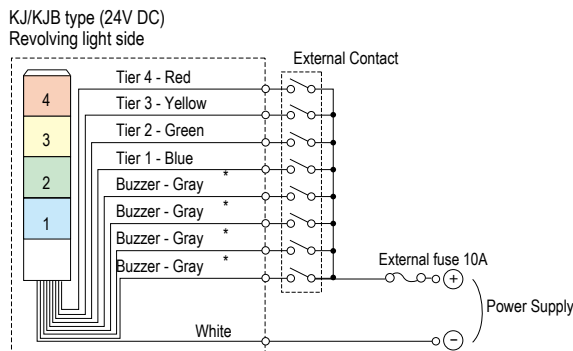 KJ/KJB type (24V DC)
Revolving light side
External Contact
Tier 4 - Red
4
Tier 3 - Yellow
3
Tier 2 - Green
2
Tier 1 - Blue
1
Buzzer - Gray *
Buzzer - Gray *
Buzzer - Gray *
Buzzer - Gray *
External fuse 10A
+
Power Supply
White
−